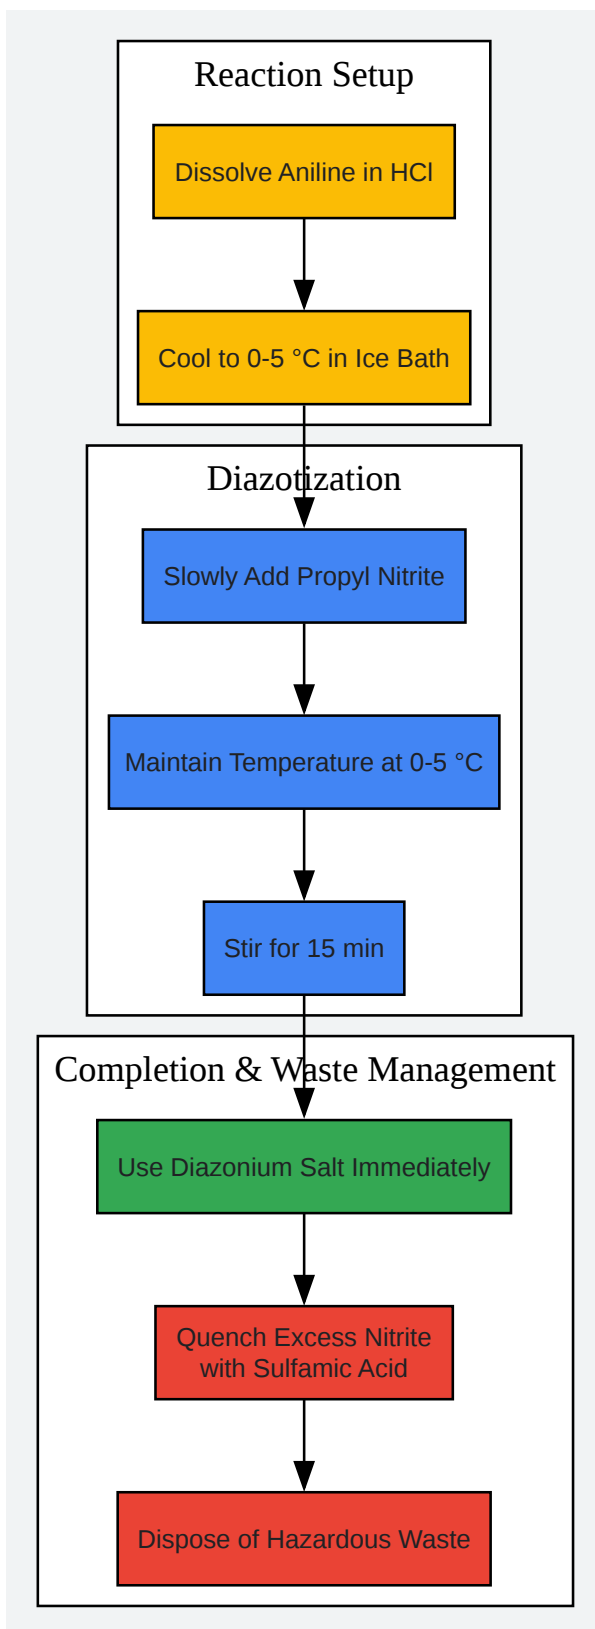 Reaction Setup
Dissolve Aniline in HCl
Cool to 0-5 °C in Ice Bath
Diazotization
Slowly Add Propyl Nitrite
Maintain Temperature at 0-5 °C
Stir for 15 min
Completion & Waste Management
Use Diazonium Salt Immediately
Quench Excess Nitrite
with Sulfamic Acid
Dispose of Hazardous Waste